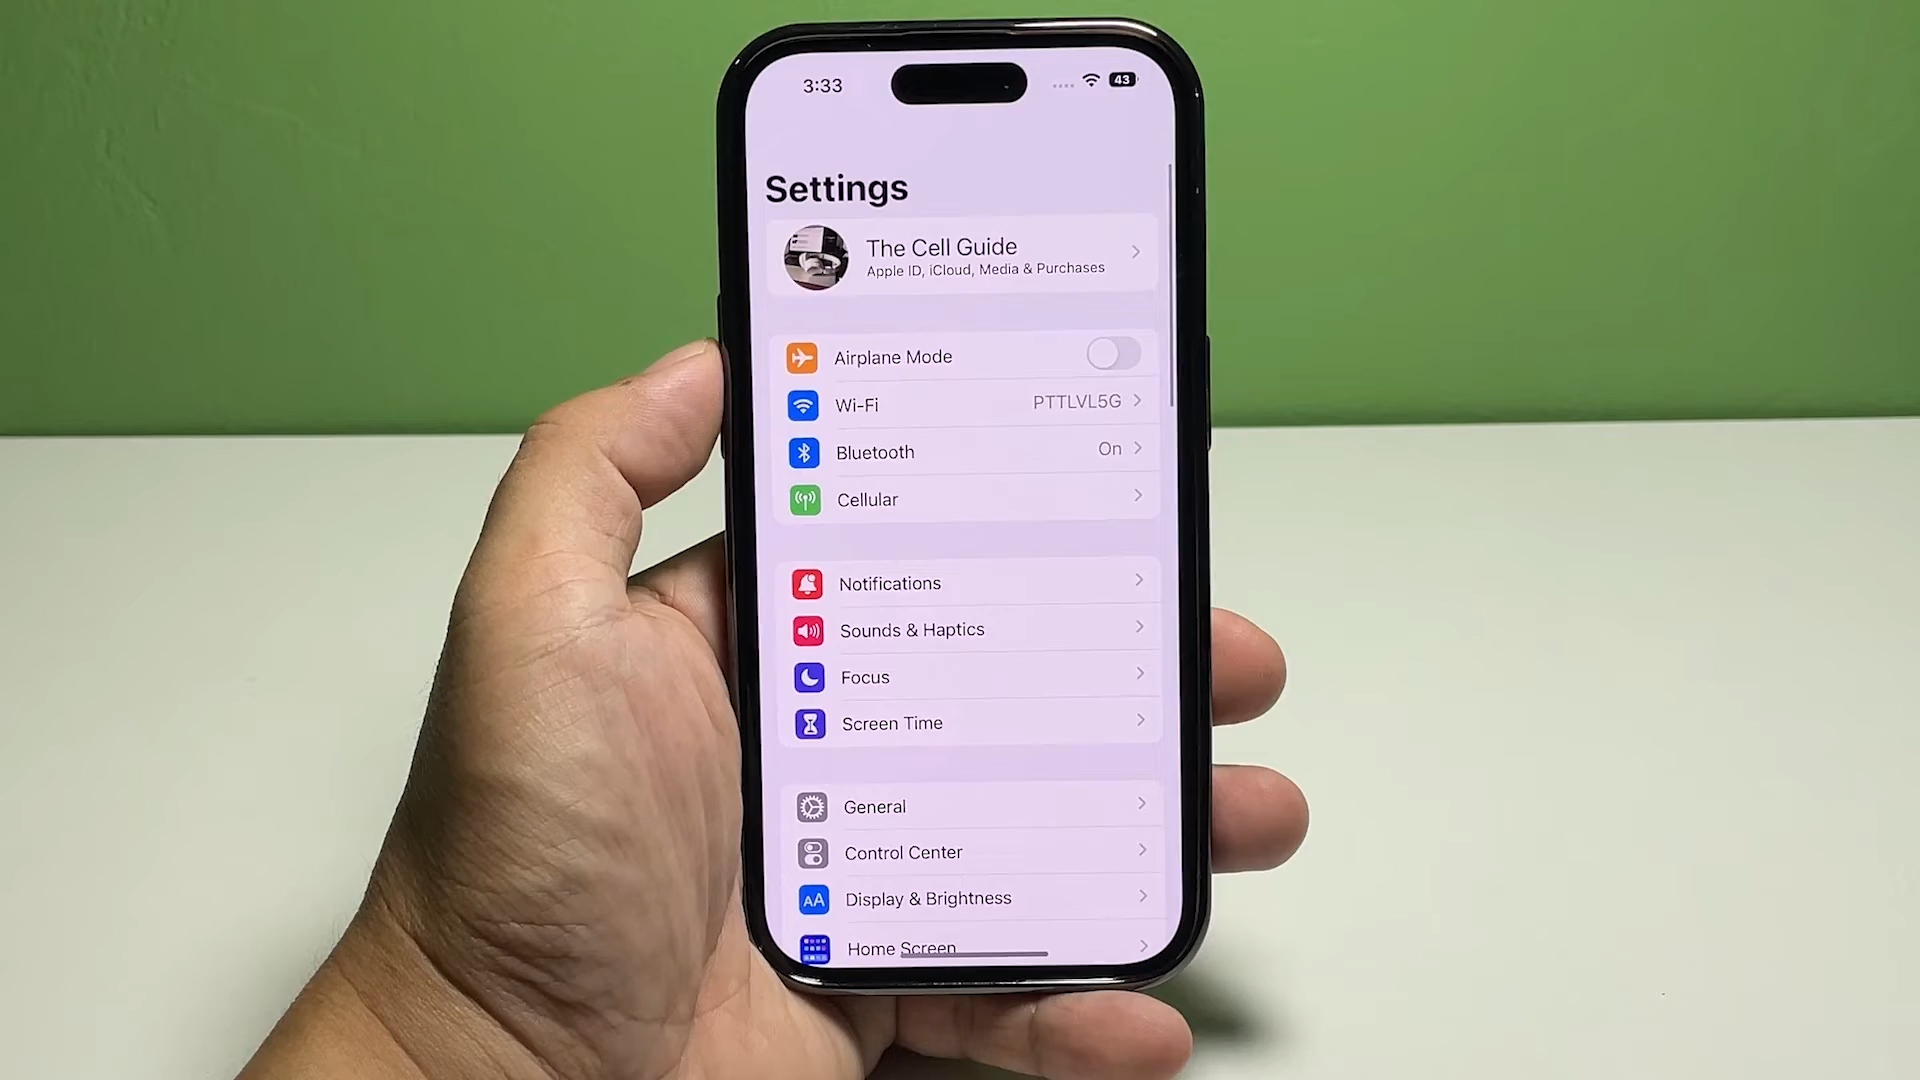 3:33
43
Settings
The Cell Guide
Apple ID, iCloud, Media & Purchases
Airplane Mode
Wi-Fi PTTLVL5G
Bluetooth On
Cellular
Notifications
Sounds & Haptics
Focus
Screen Time
General
Control Center
AA Display & Brightness
Home Screen